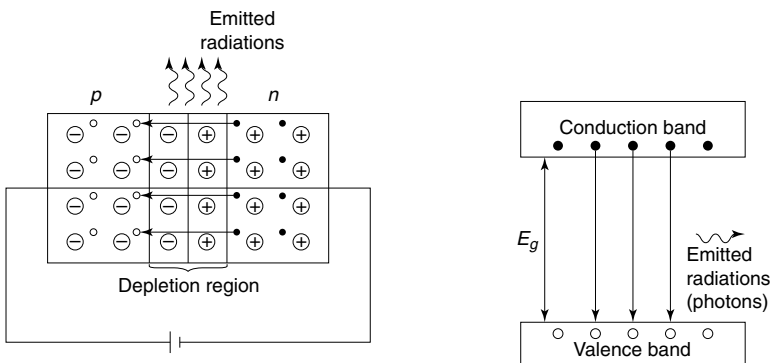 Emitted
radiations
p
n
Depletion region
Conduction band
E_g
Emitted
radiations
(photons)
Valence band